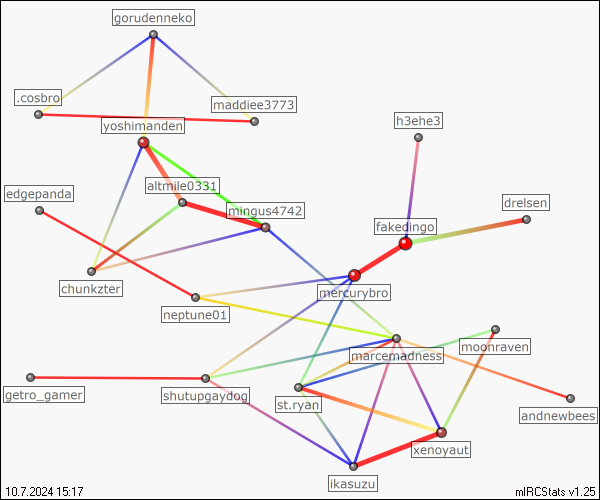 gorudenneko
.cosbro
maddiee3773
yoshimanden
h3ehe3
altmile0331
edgepanda
drelsen
mingus4742
fakedingo
chunkzter
mercurybro
neptune01
marcemadness
moonraven
getro_gamer
shutupgaydog
st.ryan
andnewbees
xenoyaut
ikasuzu
10.7.2024 15:17
mIRCStats v1.25